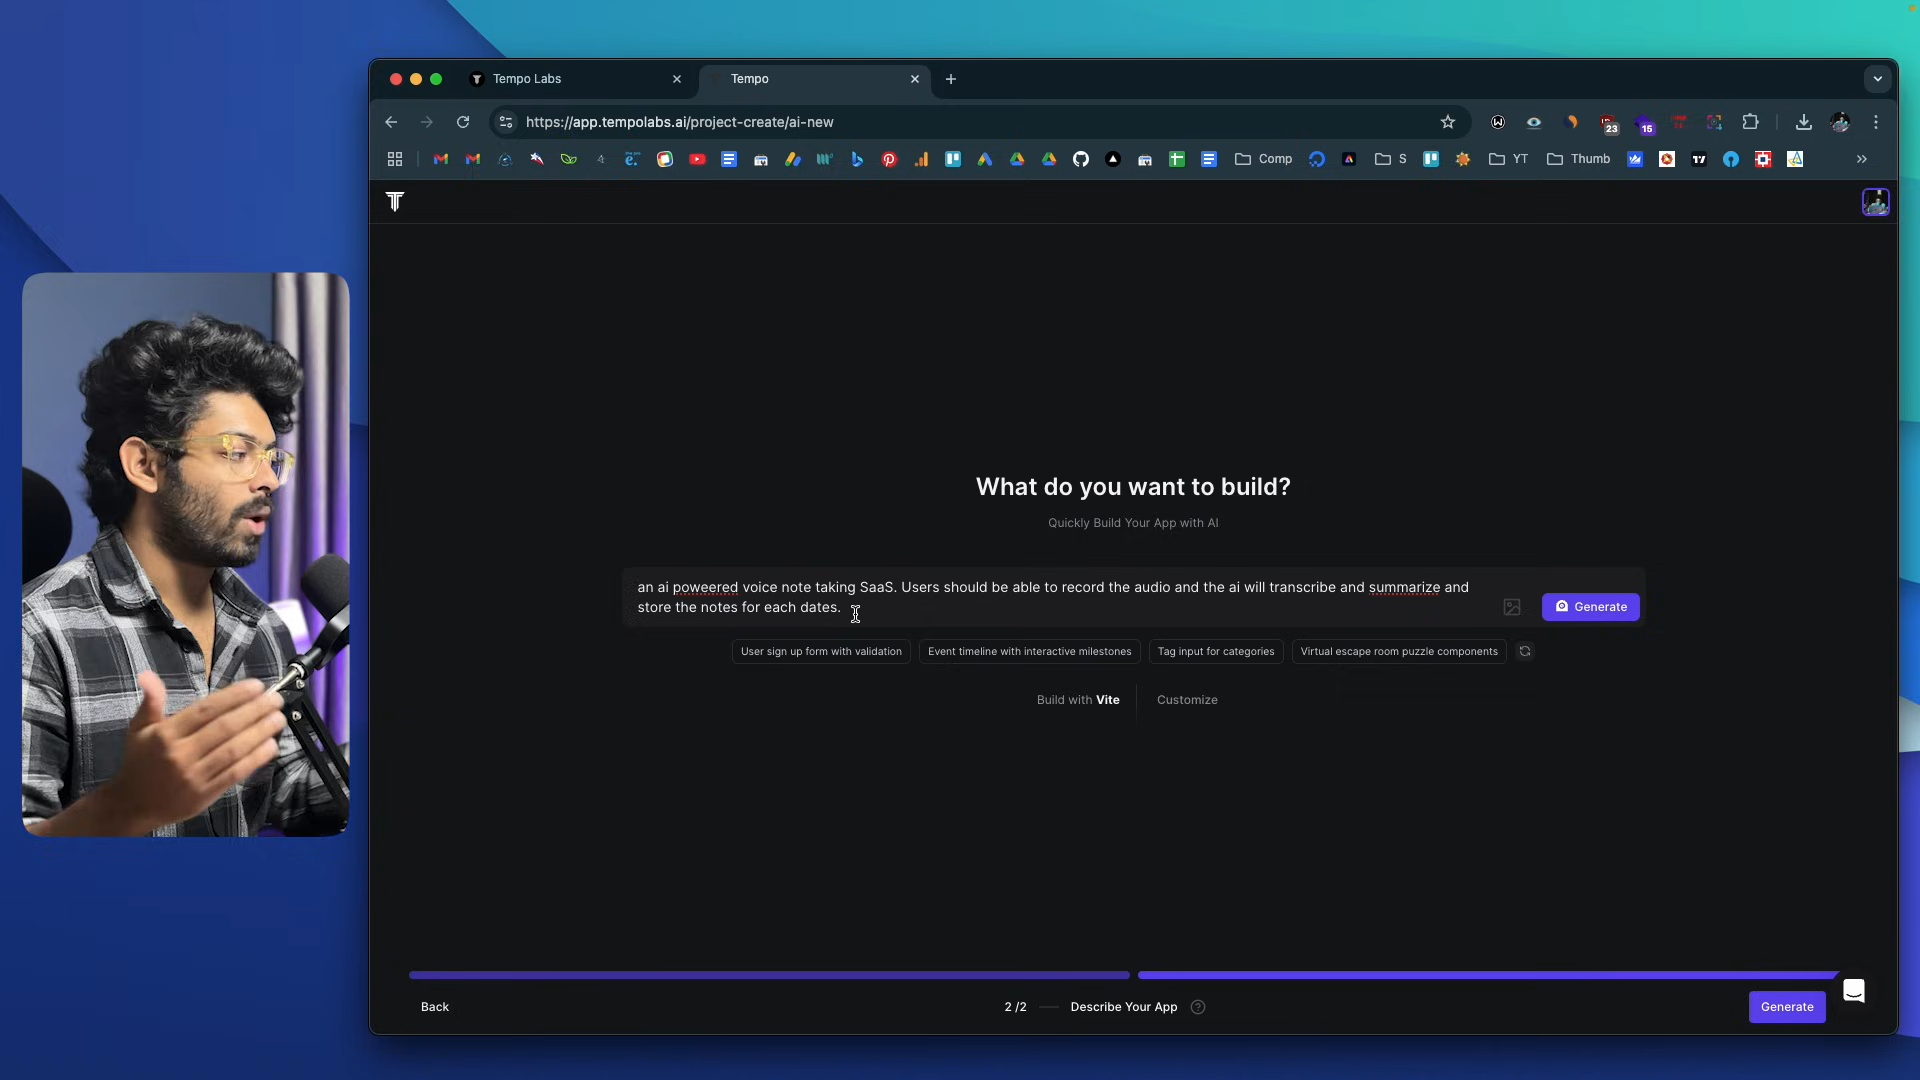 Tempo Labs
Tempo
https://app.tempolabs.ai/project-create/ai-new
23
15
Comp
S
YT
Thumb
What do you want to build?
Quickly Build Your App with AI
an ai poweered voice note taking SaaS. Users should be able to record the audio and the ai will transcribe and summarize and
store the notes for each dates.
Generate
User sign up form with validation
Event timeline with interactive milestones
Tag input for categories
Virtual escape room puzzle components
Build with Vite
Customize
Back
2 /2
Describe Your App
Generate